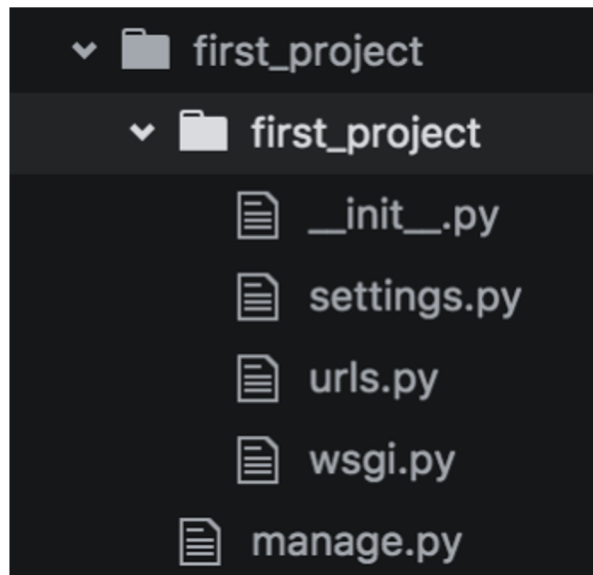 first_project
first_project
__init__.py
settings.py
urls.py
wsgi.py
manage.py